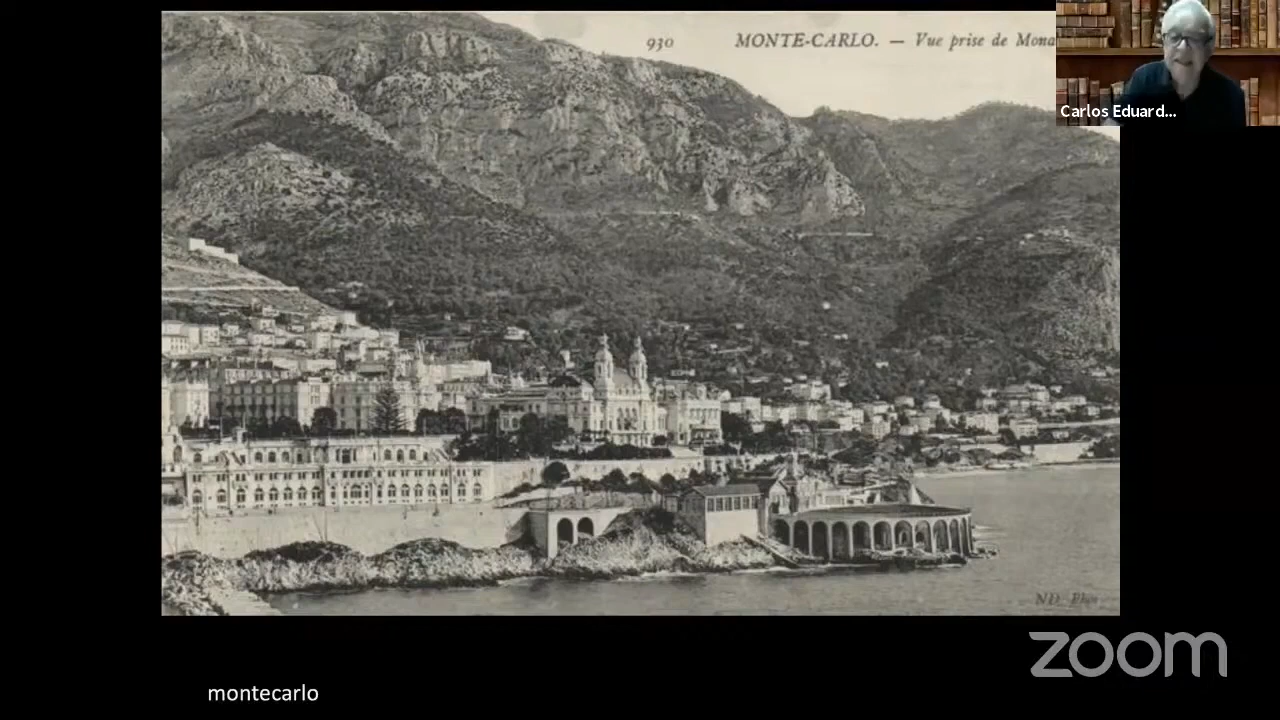 930 MONTE-CARLO. — Vue prise de Mona
Carlos Eduard...
ND Phot
zoom
montecarlo